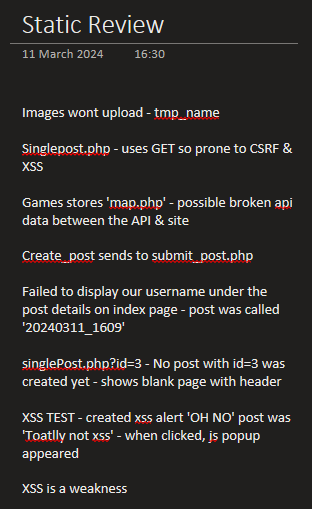 Static Review
11 March 2024 16:30
Images wont upload - tmp_name
Singlepost.php - uses GET so prone to CSRF &
XSS
Games stores 'map.php' - possible broken api
data between the API & site
Create_post sends to submit_post.php
Failed to display our username under the
post details on index page - post was called
'20240311_1609'
singlePost.php?id=3 - No post with id=3 was
created yet - shows blank page with header
XSS TEST - created xss alert 'OH NO' post was
'Toatlly not xss' - when clicked, js popup
appeared
XSS is a weakness